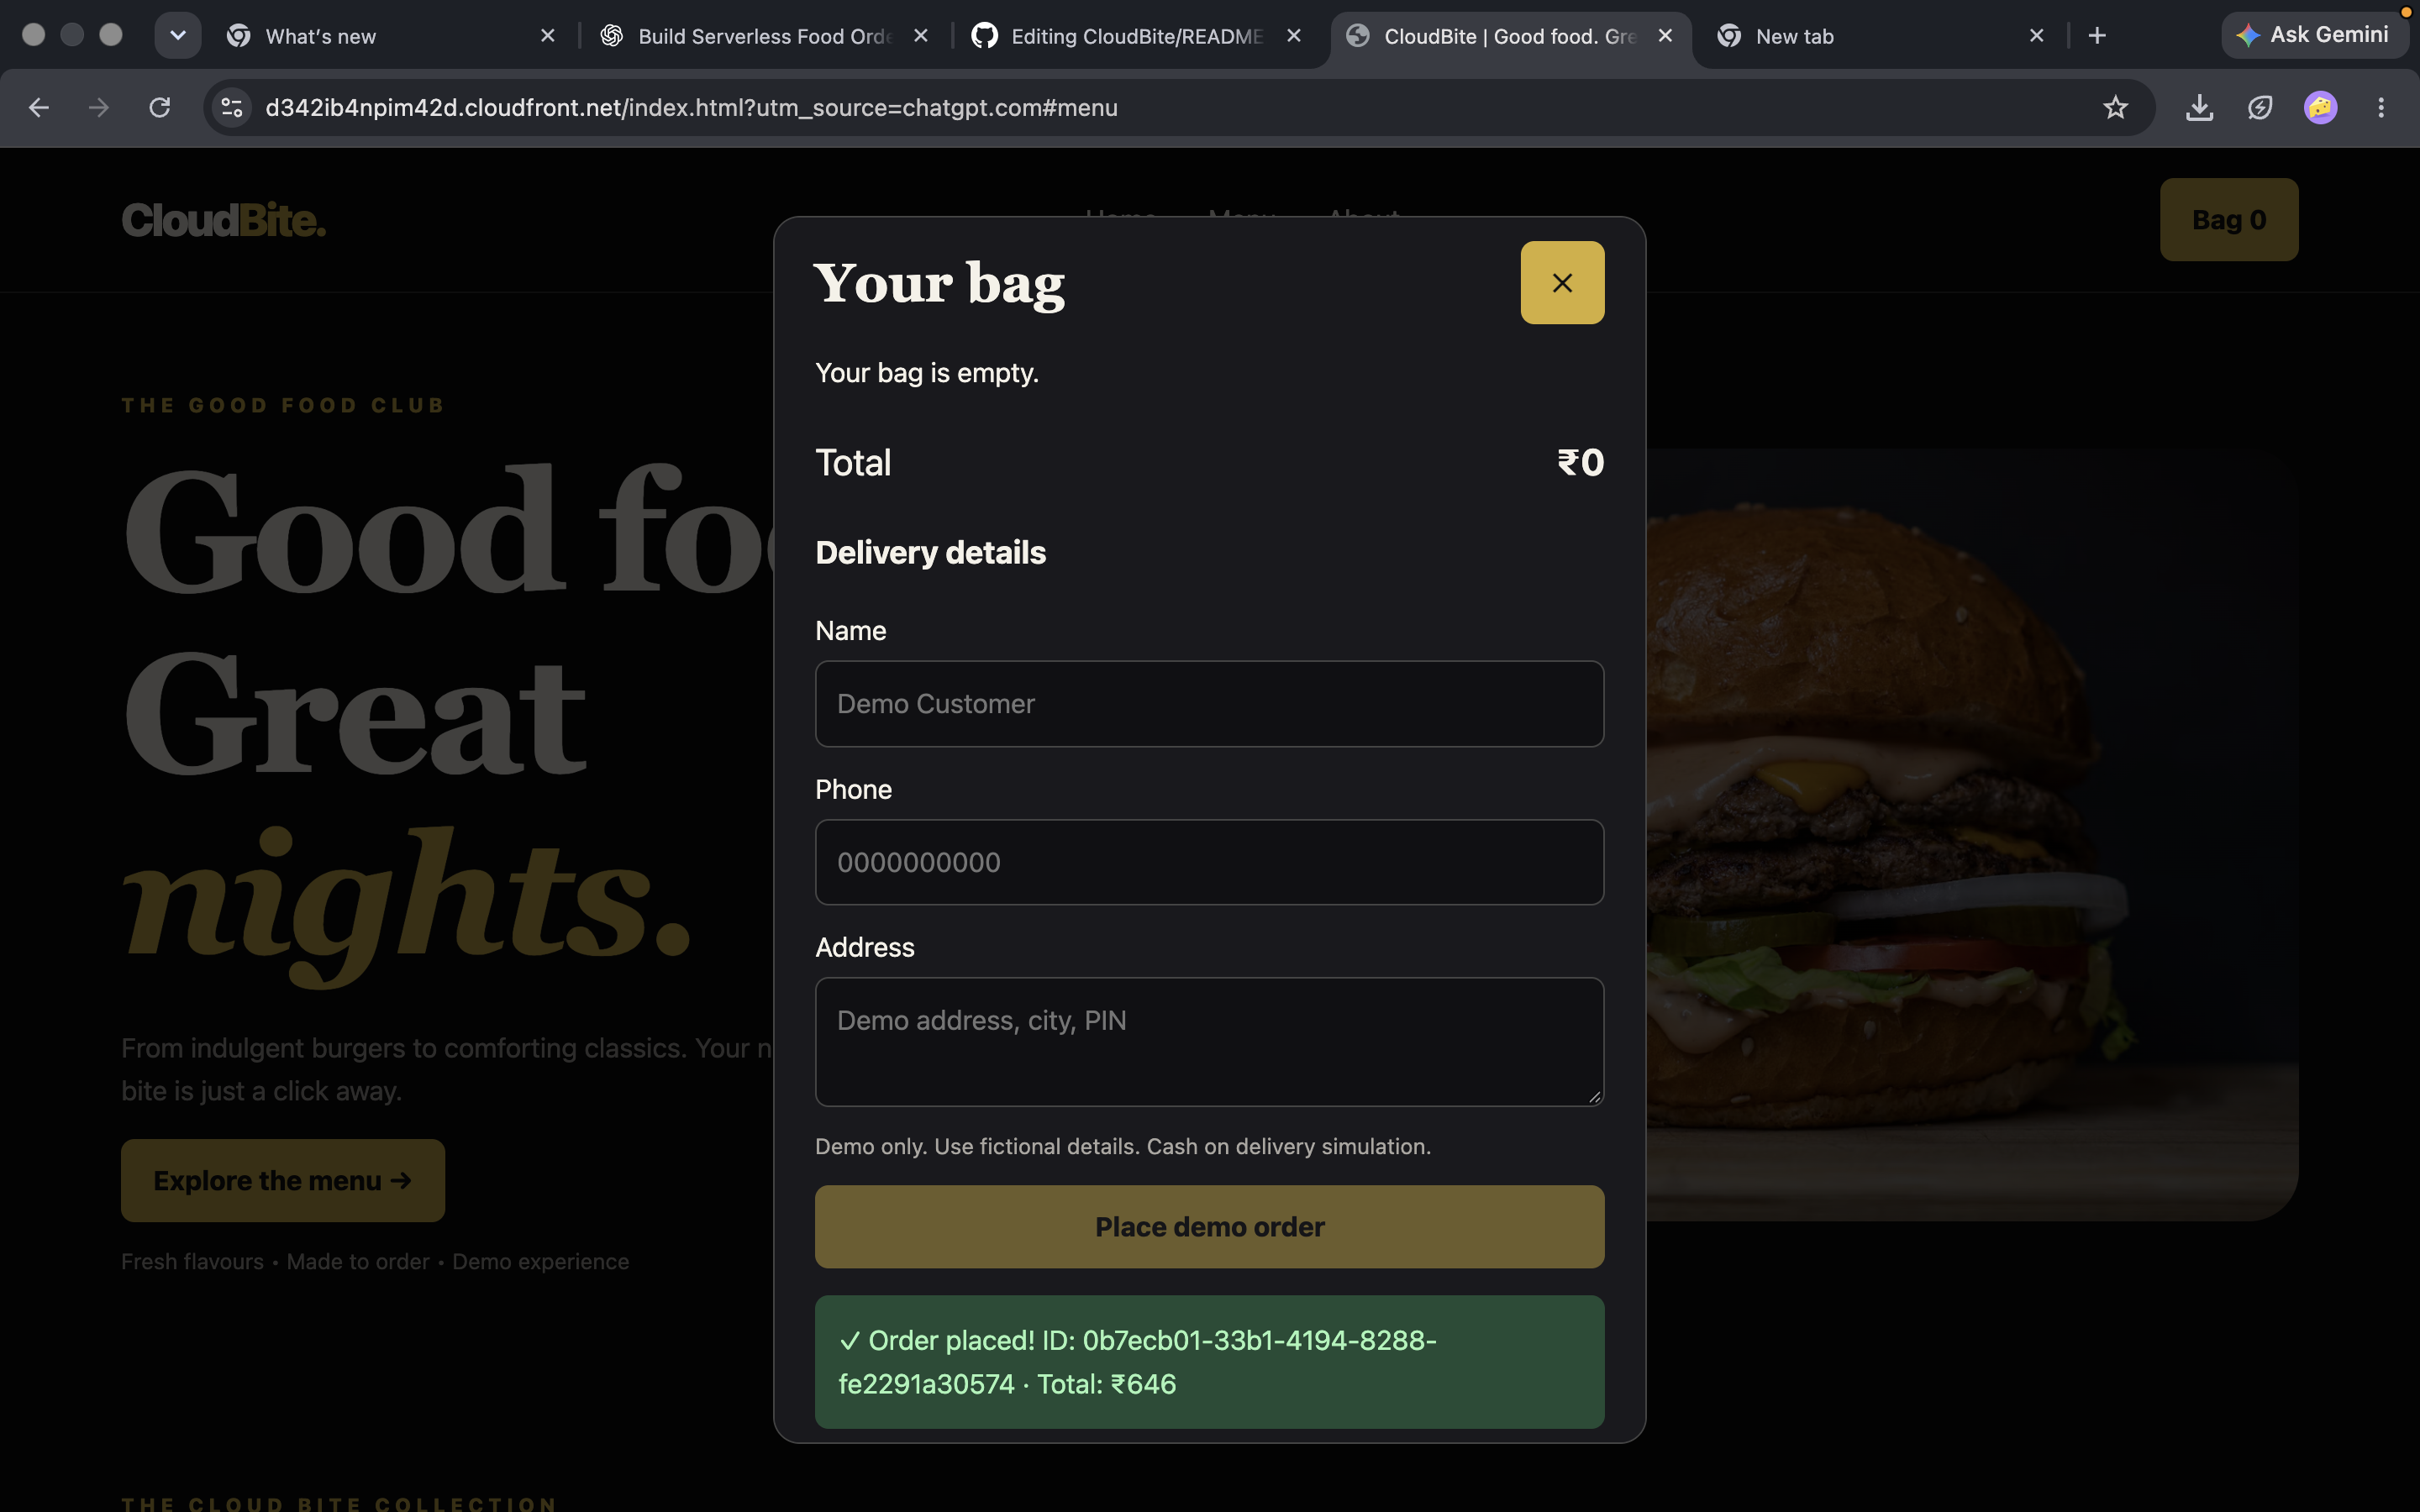 What's new
Build Serverless Food Orde
Editing CloudBite/README
CloudBite | Good food. Gre
New tab
Ask Gemini
d342ib4npim42d.cloudfront.net/index.html?utm_source=chatgpt.com#menu
CloudBite.
Home Menu About
Bag 0
Your bag
Your bag is empty.
Total ₹0
Delivery details
Name
Demo Customer
Phone
0000000000
Address
Demo address, city, PIN
Demo only. Use fictional details. Cash on delivery simulation.
Place demo order
✓ Order placed! ID: 0b7ecb01-33b1-4194-8288-
fe2291a30574 · Total: ₹646
THE GOOD FOOD CLUB
Good foo
Great
nights.
From indulgent burgers to comforting classics. Your n
bite is just a click away.
Explore the menu →
Fresh flavours • Made to order • Demo experience
THE CLOUD BITE COLLECTION